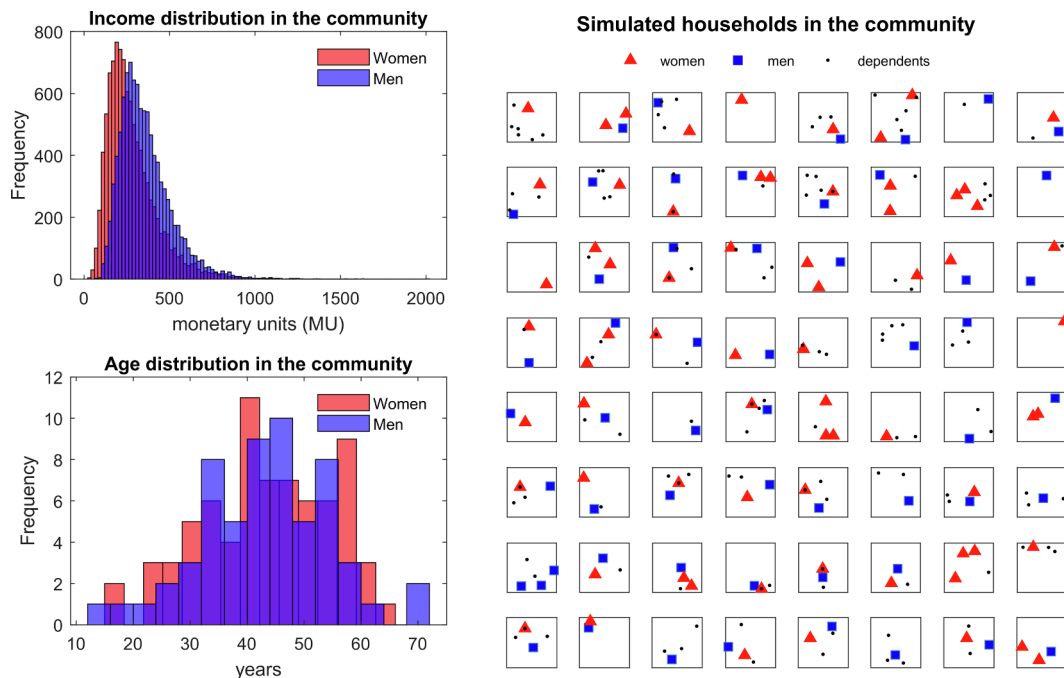 Income distribution in the community
800
600
400
200
0
Frequency
Women
Men
0 500 1000 1500 2000
monetary units (MU)
Age distribution in the community
12
10
8
6
4
2
0
Frequency
Women
Men
10 20 30 40 50 60 70
years
Simulated households in the community
women men dependents